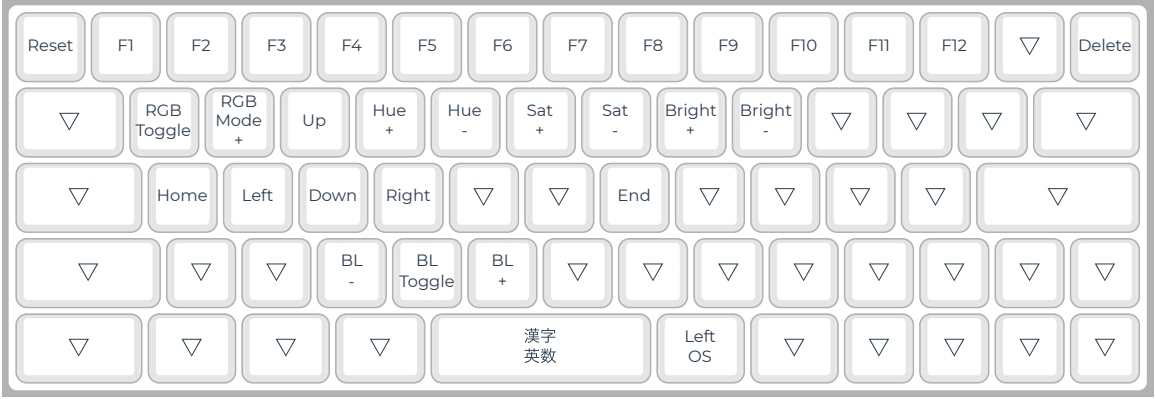 Reset F1 F2 F3 F4 F5 F6 F7 F8 F9 F10 F11 F12 Delete
RGB
Toggle
RGB
Mode
+
Up
Hue
+
Hue
-
Sat
+
Sat
-
Bright
+
Bright
-
Home Left Down Right End
BL
-
BL
Toggle
BL
+
漢字
英数
Left
OS